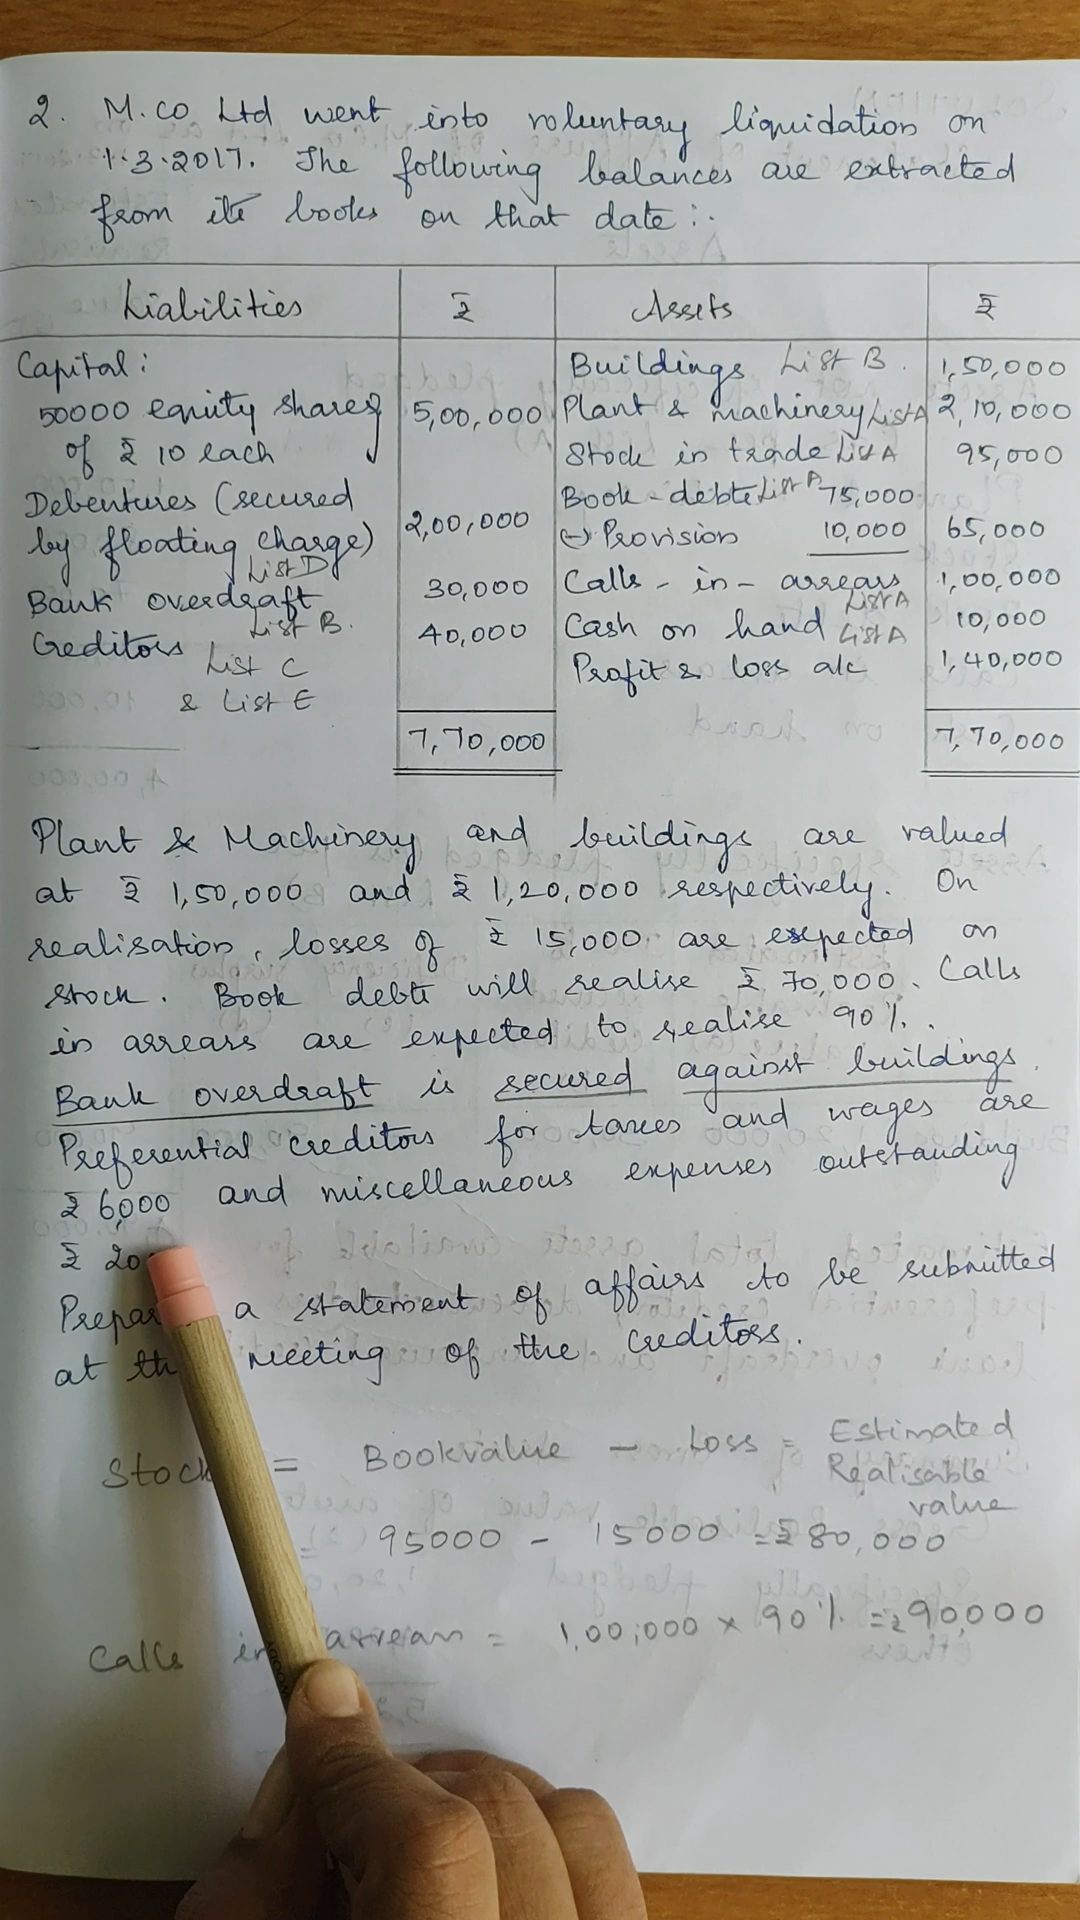 2. M.co Ltd went into voluntary liquidation on
1.3.2017. The following balances are extracted
from its books on that date:.
Liabilities ₹ Assets ₹
Capital: Buildings List B. 1,50,000
50000 equity shares 5,00,000 Plant & machinery List A 2,10,000
of ₹ 10 each Stock in trade List A 95,000
Debentures (secured 2,00,000 Book-debts List A 75,000
by floating charge) (-) Provision 10,000 65,000
List D
Bank overdraft 30,000 Calls-in-arrears 1,00,000
List B. List A
Creditors 40,000 Cash on hand List A 10,000
List C Profit & loss a/c 1,40,000
& List E
7,70,000 7,70,000
Plant & Machinery and buildings are valued
at ₹ 1,50,000 and ₹ 1,20,000 respectively. On
realisation, losses of ₹ 15,000 are expected on
stock. Book debts will realise ₹ 70,000. Calls
in arrears are expected to realise 90%.
Bank overdraft is secured against buildings.
Preferential creditors for taxes and wages are
₹ 6,000 and miscellaneous expenses outstanding
₹
a statement of affairs to be submitted
at meeting of the creditors.
= Bookvalue - Loss = Estimated
Realisable
value
= 95000 - 15000 = ₹80,000
Calls arrears = 1,00,000 × 90% = ₹90,000